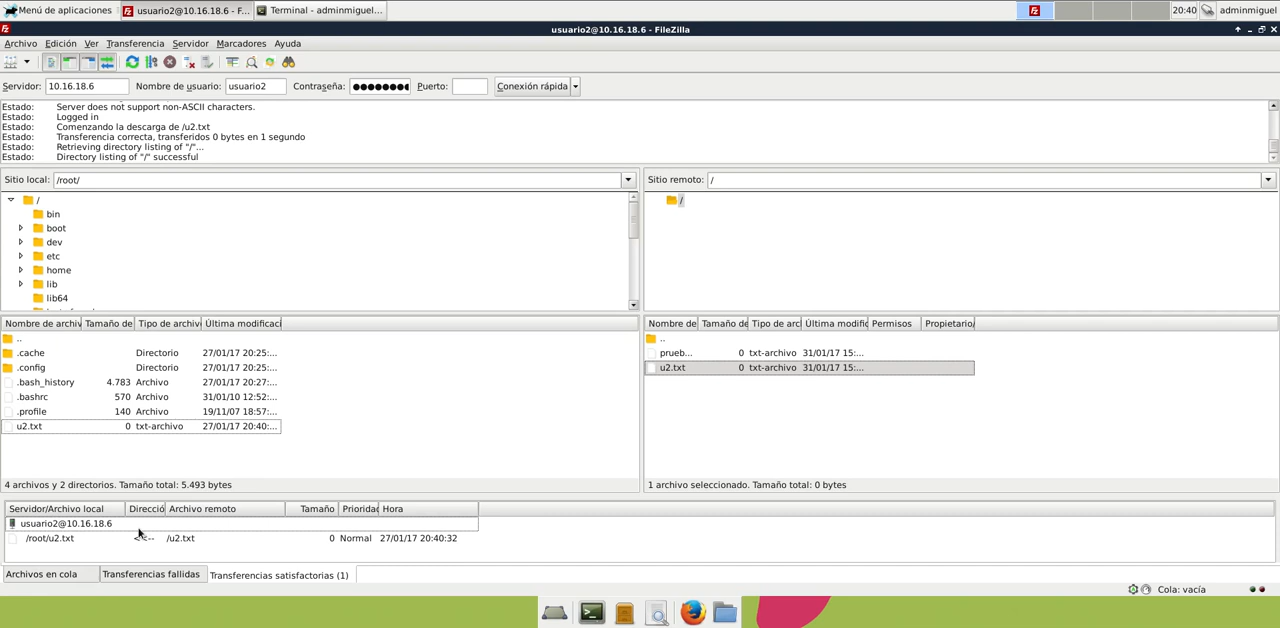 Menú de aplicaciones usuario2@10.16.18.6 - F... Terminal - adminmiguel... 20:40 adminmiguel
usuario2@10.16.18.6 - FileZilla
Archivo Edición Ver Transferencia Servidor Marcadores Ayuda
Servidor: 10.16.18.6 Nombre de usuario: usuario2 Contraseña: ●●●●●●●● Puerto: Conexión rápida
Estado: Server does not support non-ASCII characters.
Estado: Logged in
Estado: Comenzando la descarga de /u2.txt
Estado: Transferencia correcta, transferidos 0 bytes en 1 segundo
Estado: Retrieving directory listing of "/"...
Estado: Directory listing of "/" successful
Sitio local: /root/
/
bin
boot
dev
etc
home
lib
lib64
Nombre de archiv Tamaño de Tipo de archiv Última modificaci
..
.cache Directorio 27/01/17 20:25:...
.config Directorio 27/01/17 20:25:...
.bash_history 4.783 Archivo 27/01/17 20:27:...
.bashrc 570 Archivo 31/01/10 12:52:...
.profile 140 Archivo 19/11/07 18:57:...
u2.txt 0 txt-archivo 27/01/17 20:40:...
4 archivos y 2 directorios. Tamaño total: 5.493 bytes
Sitio remoto: /
/
Nombre de Tamaño de Tipo de arc Última modific Permisos Propietario/
..
prueb... 0 txt-archivo 31/01/17 15:...
u2.txt 0 txt-archivo 31/01/17 15:...
1 archivo seleccionado. Tamaño total: 0 bytes
Servidor/Archivo local Direcció Archivo remoto Tamaño Prioridad Hora
usuario2@10.16.18.6
/root/u2.txt <<-- /u2.txt 0 Normal 27/01/17 20:40:32
Archivos en cola Transferencias fallidas Transferencias satisfactorias (1)
Cola: vacía